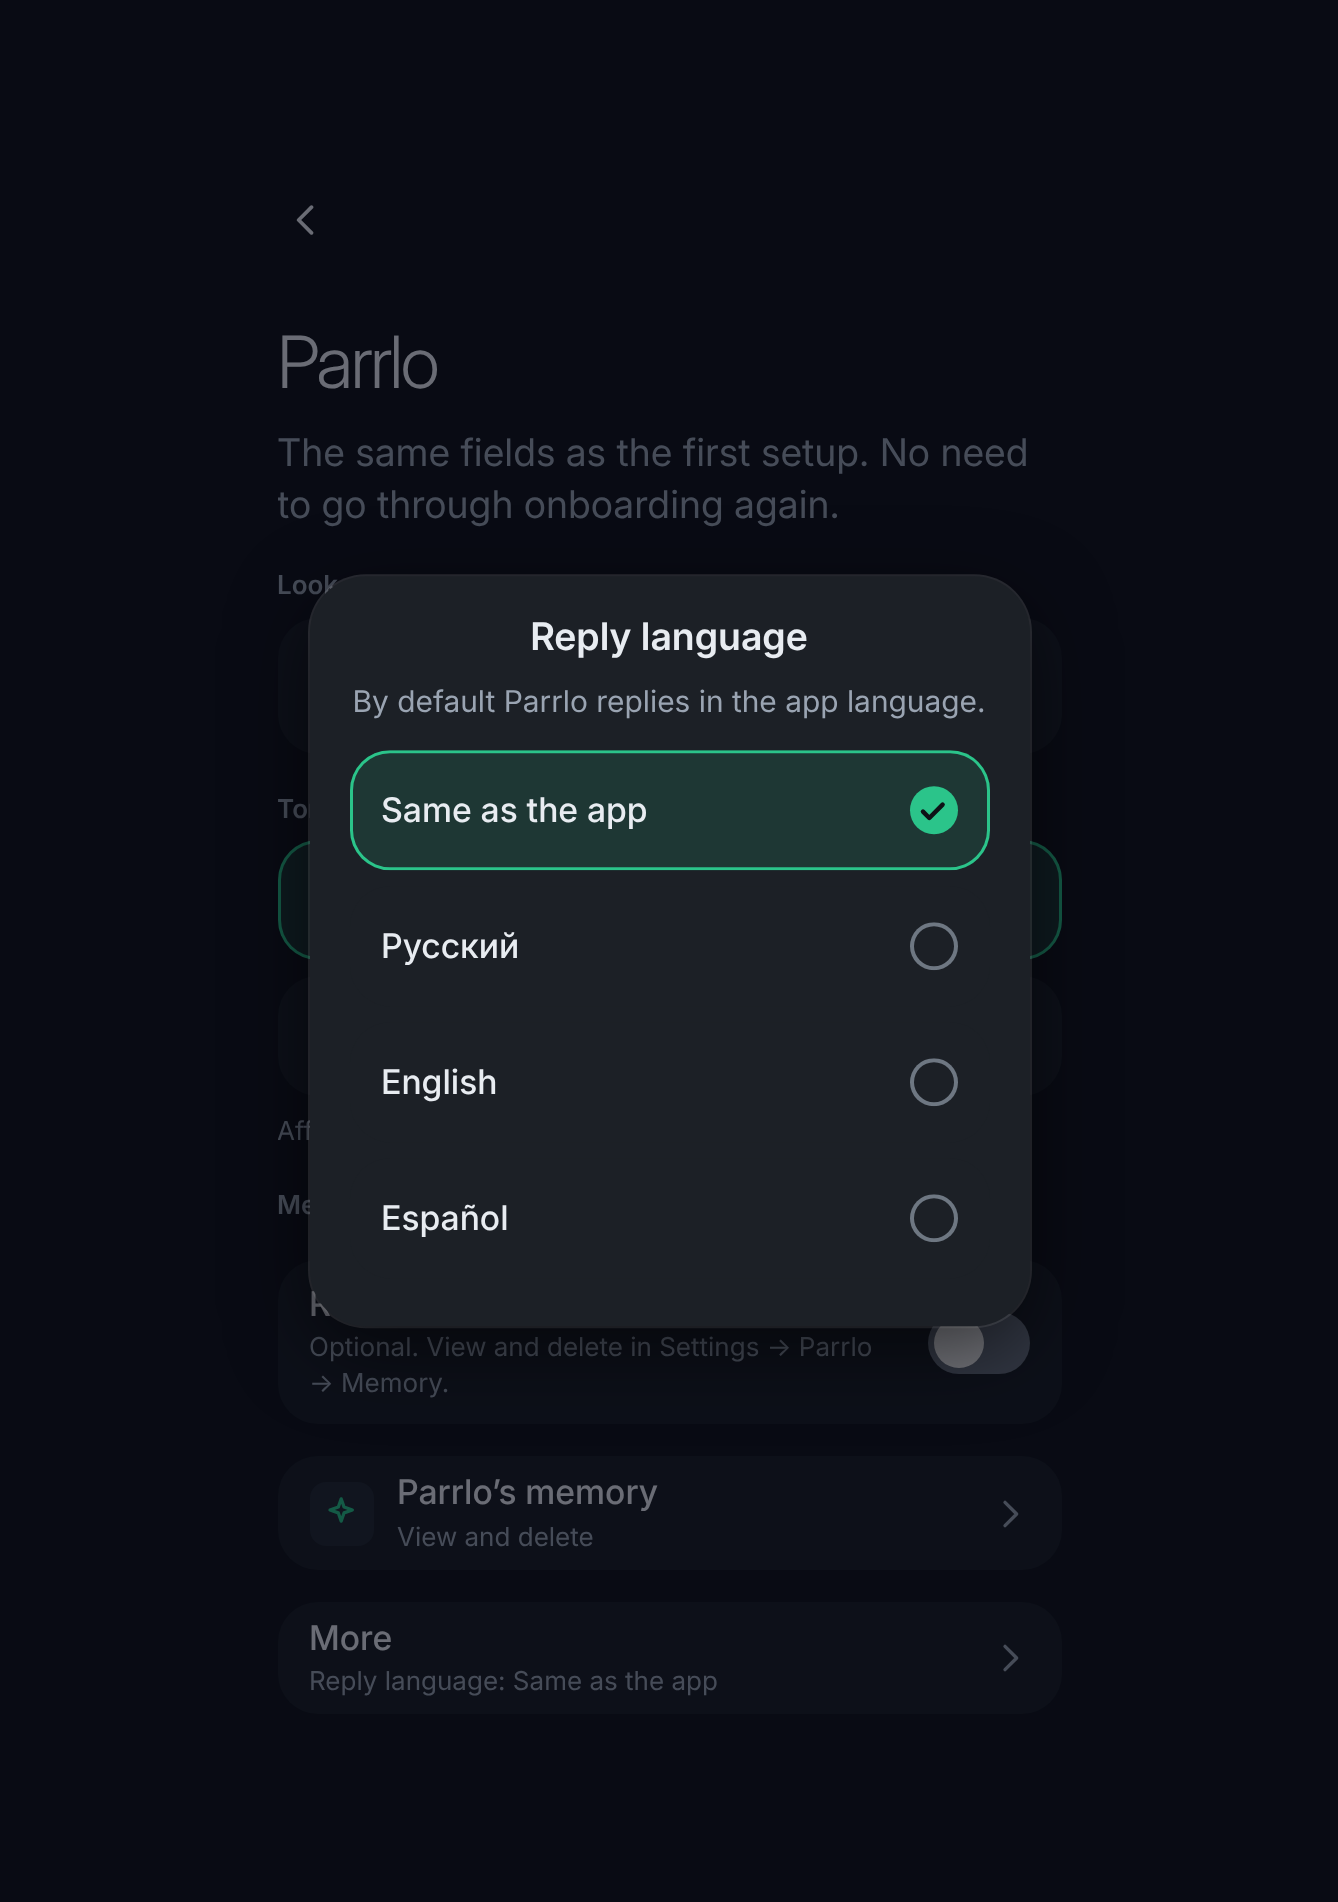 Parrlo
The same fields as the first setup. No need
to go through onboarding again.
Reply language
By default Parrlo replies in the app language.
Same as the app
Русский
English
Español
Optional. View and delete in Settings → Parrlo
→ Memory.
Parrlo’s memory
View and delete
More
Reply language: Same as the app